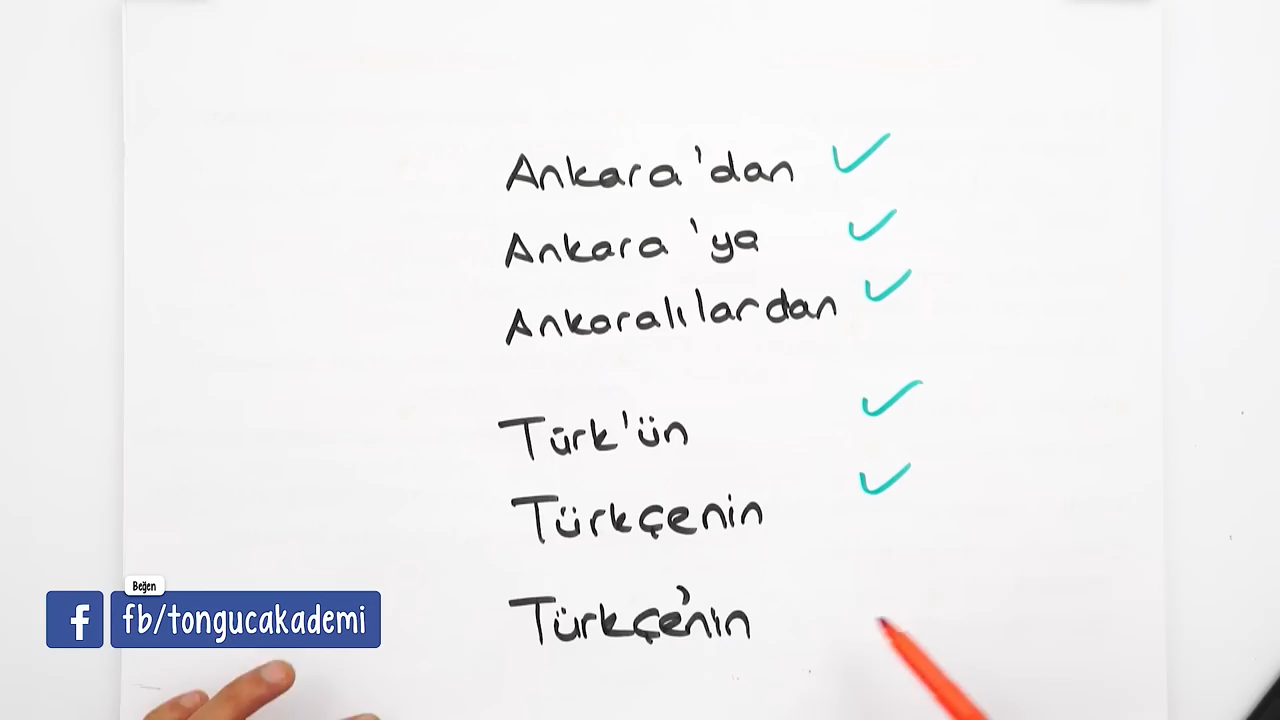 Ankara'dan
Ankara'ya
Ankaralılardan
Türk'ün
Türkçenin
Beğen
fb/tongucakademi
Türkçe'nin